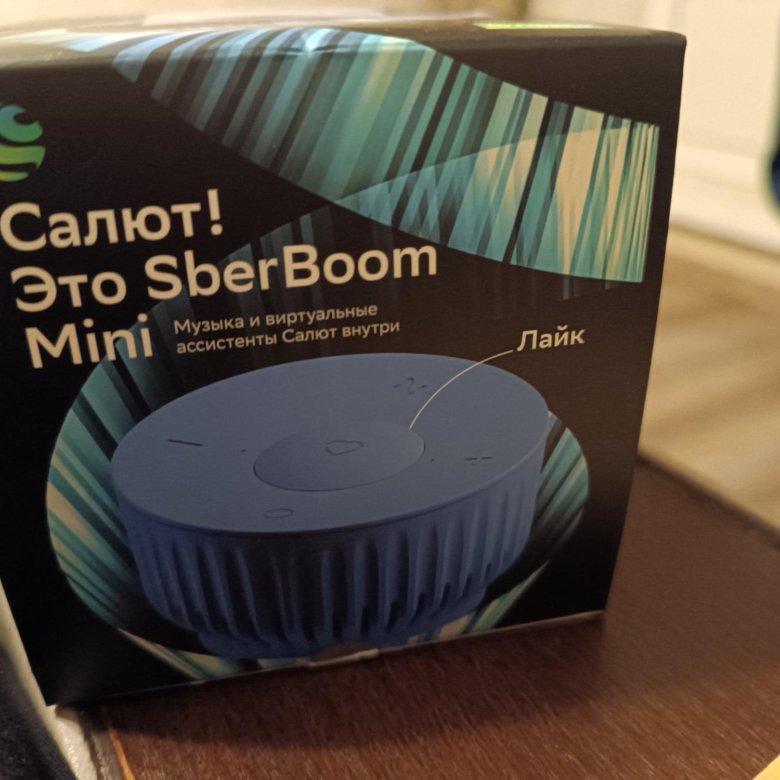 Салют!
Это SberBoom
Mini
Музыка и виртуальные
ассистенты Салют внутри
Лайк